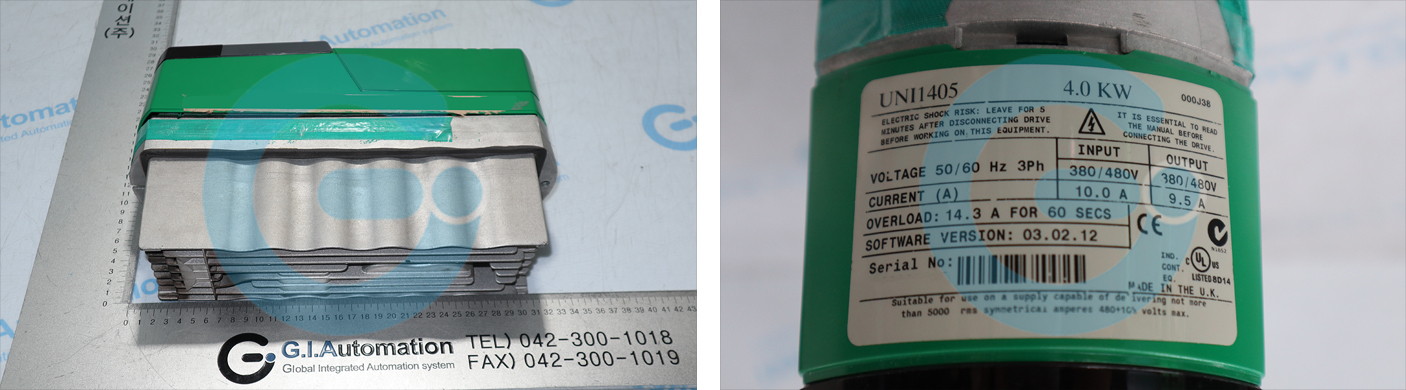 이션(주)
G.I.Automation
Global Integrated Automation system
TEL) 042-300-1018
FAX) 042-300-1019
UNI1405 4.0 KW 000J38
ELECTRIC SHOCK RISK: LEAVE FOR 5
MINUTES AFTER DISCONNECTING DRIVE
BEFORE WORKING ON THIS EQUIPMENT.
IT IS ESSENTIAL TO READ
THE MANUAL BEFORE
CONNECTING THE DRIVE.
INPUT OUTPUT
VOLTAGE 50/60 Hz 3Ph 380/480V 380/480V
CURRENT (A) 10.0 A 9.5 A
OVERLOAD: 14.3 A FOR 60 SECS
SOFTWARE VERSION: 03.02.12
CE
N1652
Serial No:
IND.
CONT.
EQ.
C UL US
LISTED 8D14
MADE IN THE U.K.
Suitable for use on a supply capable of delivering not more
than 5000 rms symmetrical amperes 480+10% volts max.